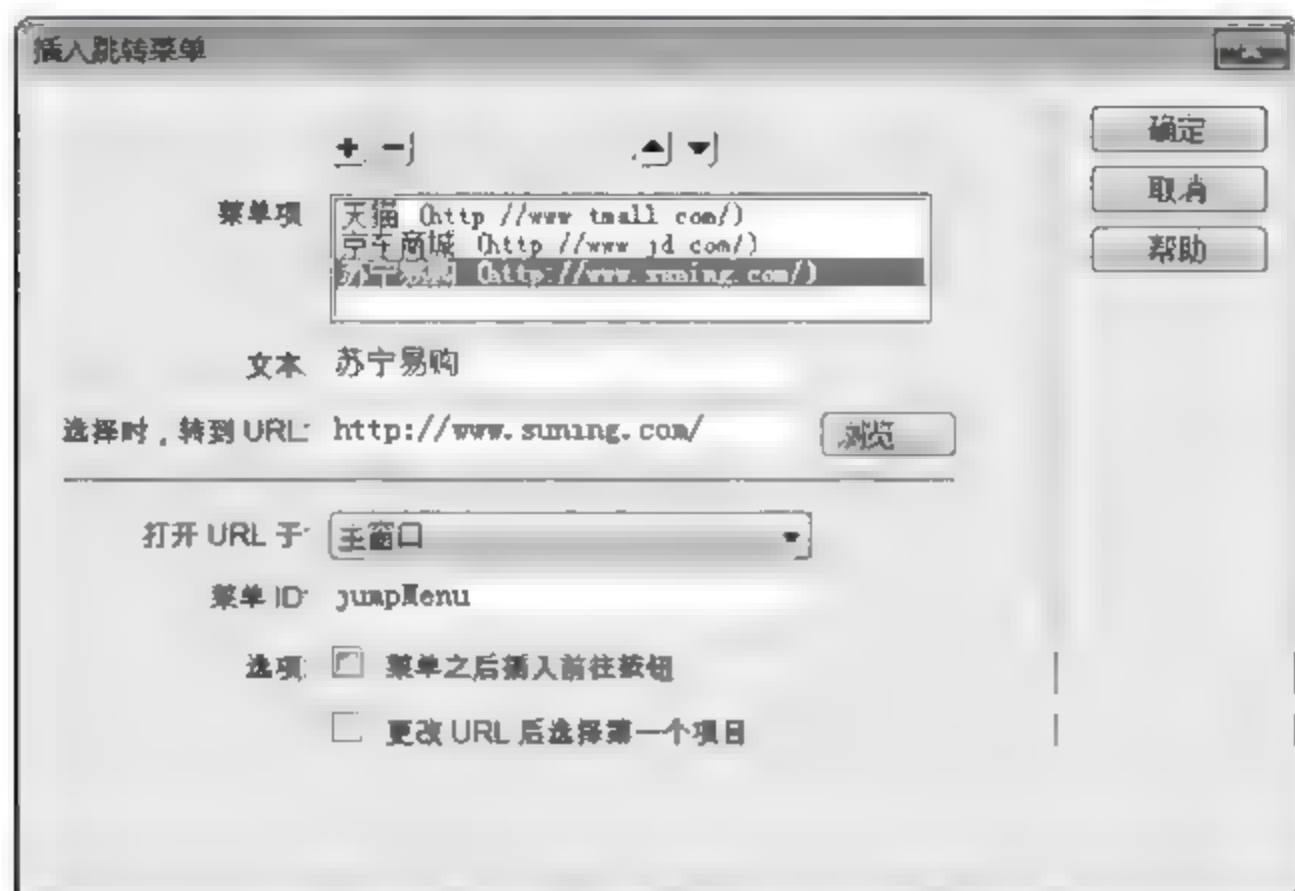 插入跳转菜单
确定
取消
帮助
菜单项
天猫 (http //www tmall com/)
京东商城 (http //www jd com/)
苏宁易购 (http://www.suning.com/)
文本
苏宁易购
选择时，转到 URL:
http://www.suning.com/
浏览
打开 URL 于:
主窗口
菜单 ID:
jumpMenu
选项:
菜单之后插入前往按钮
更改 URL 后选择第一个项目